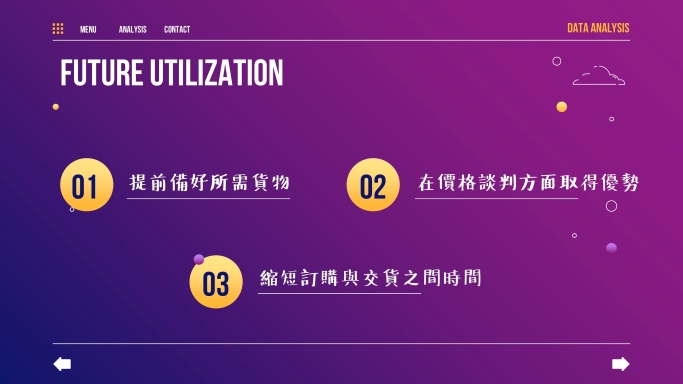 MENU ANALYSIS CONTACT DATA ANALYSIS
FUTURE UTILIZATION
01 提前備好所需貨物
02 在價格談判方面取得優勢
03 縮短訂購與交貨之間時間